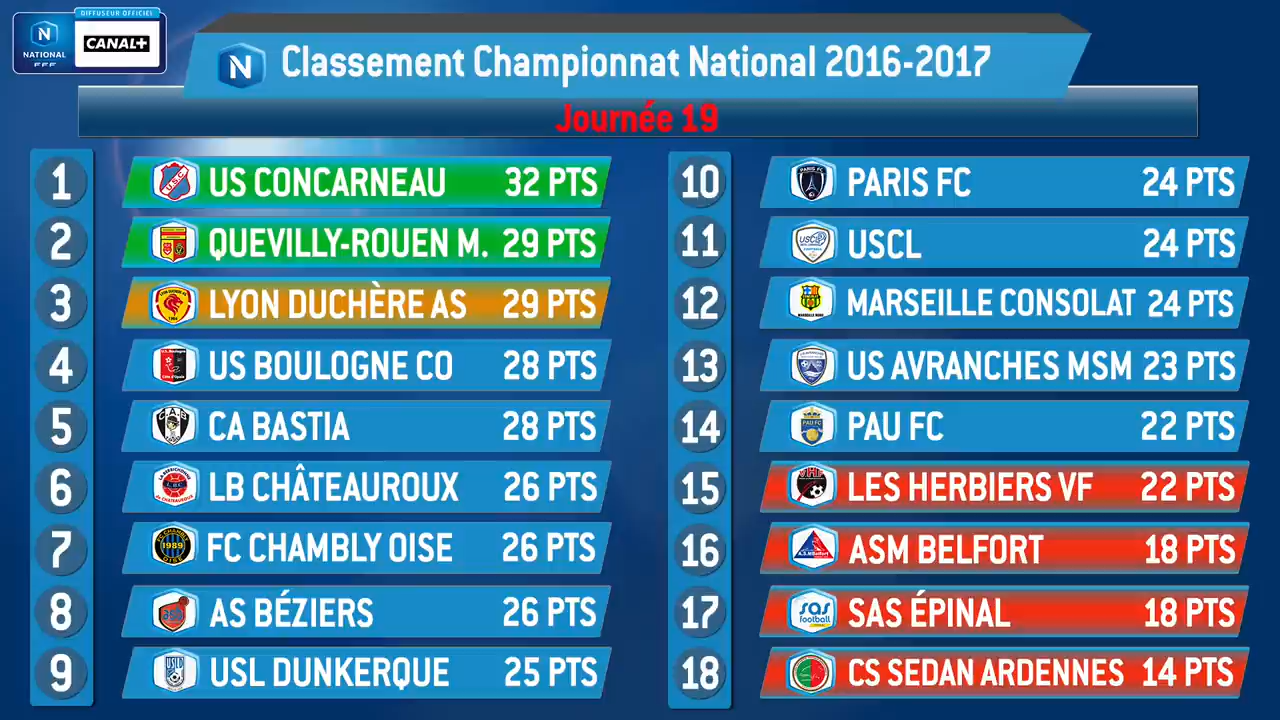 DIFFUSEUR OFFICIEL
N
NATIONAL
FFF
CANAL+
N Classement Championnat National 2016-2017
Journée 19
1 US CONCARNEAU 32 PTS
2 QUEVILLY-ROUEN M. 29 PTS
3 LYON DUCHÈRE AS 29 PTS
4 US BOULOGNE CO 28 PTS
5 CA BASTIA 28 PTS
6 LB CHÂTEAUROUX 26 PTS
7 FC CHAMBLY OISE 26 PTS
8 AS BÉZIERS 26 PTS
9 USL DUNKERQUE 25 PTS
10 PARIS FC 24 PTS
11 USCL 24 PTS
12 MARSEILLE CONSOLAT 24 PTS
13 US AVRANCHES MSM 23 PTS
14 PAU FC 22 PTS
15 LES HERBIERS VF 22 PTS
16 ASM BELFORT 18 PTS
17 SAS ÉPINAL 18 PTS
18 CS SEDAN ARDENNES 14 PTS